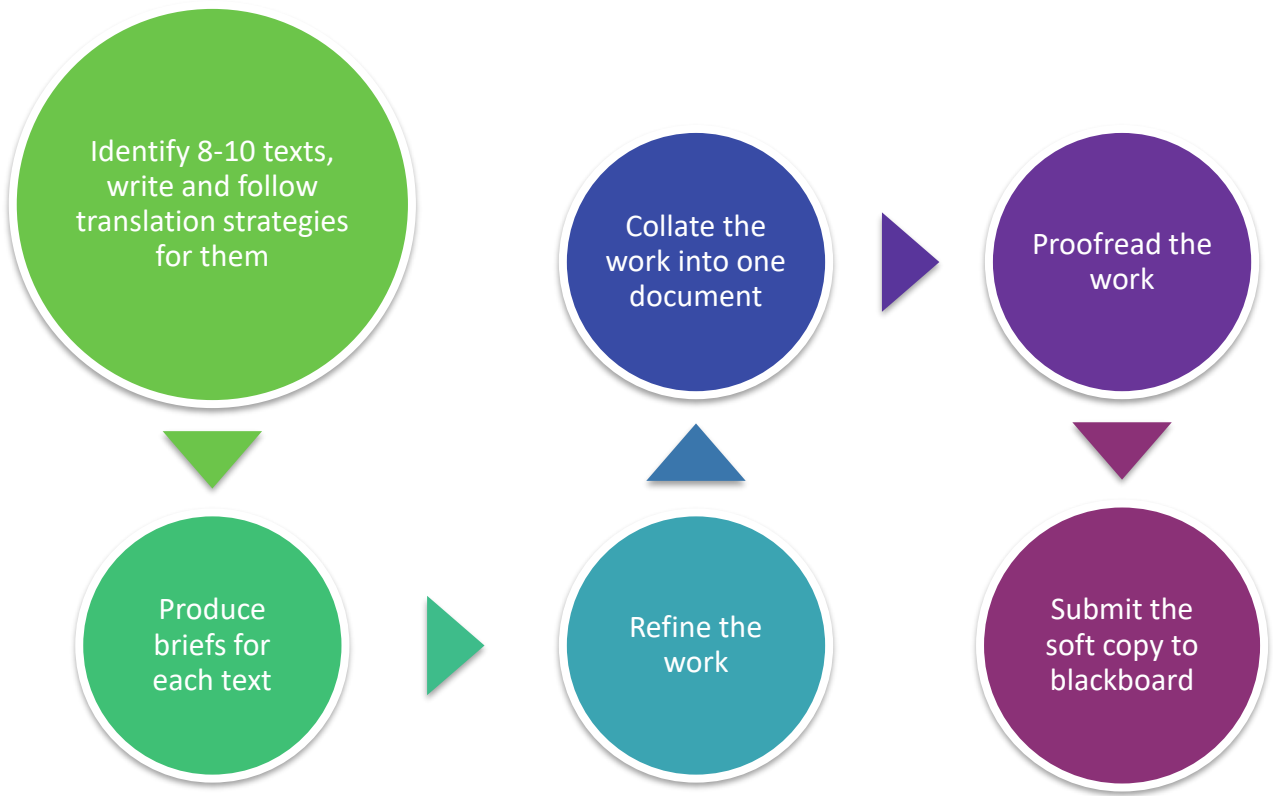 Identify 8-10 texts,
write and follow
translation strategies
for them
Produce
briefs for
each text
Refine the
work
Collate the
work into one
document
Proofread the
work
Submit the
soft copy to
blackboard